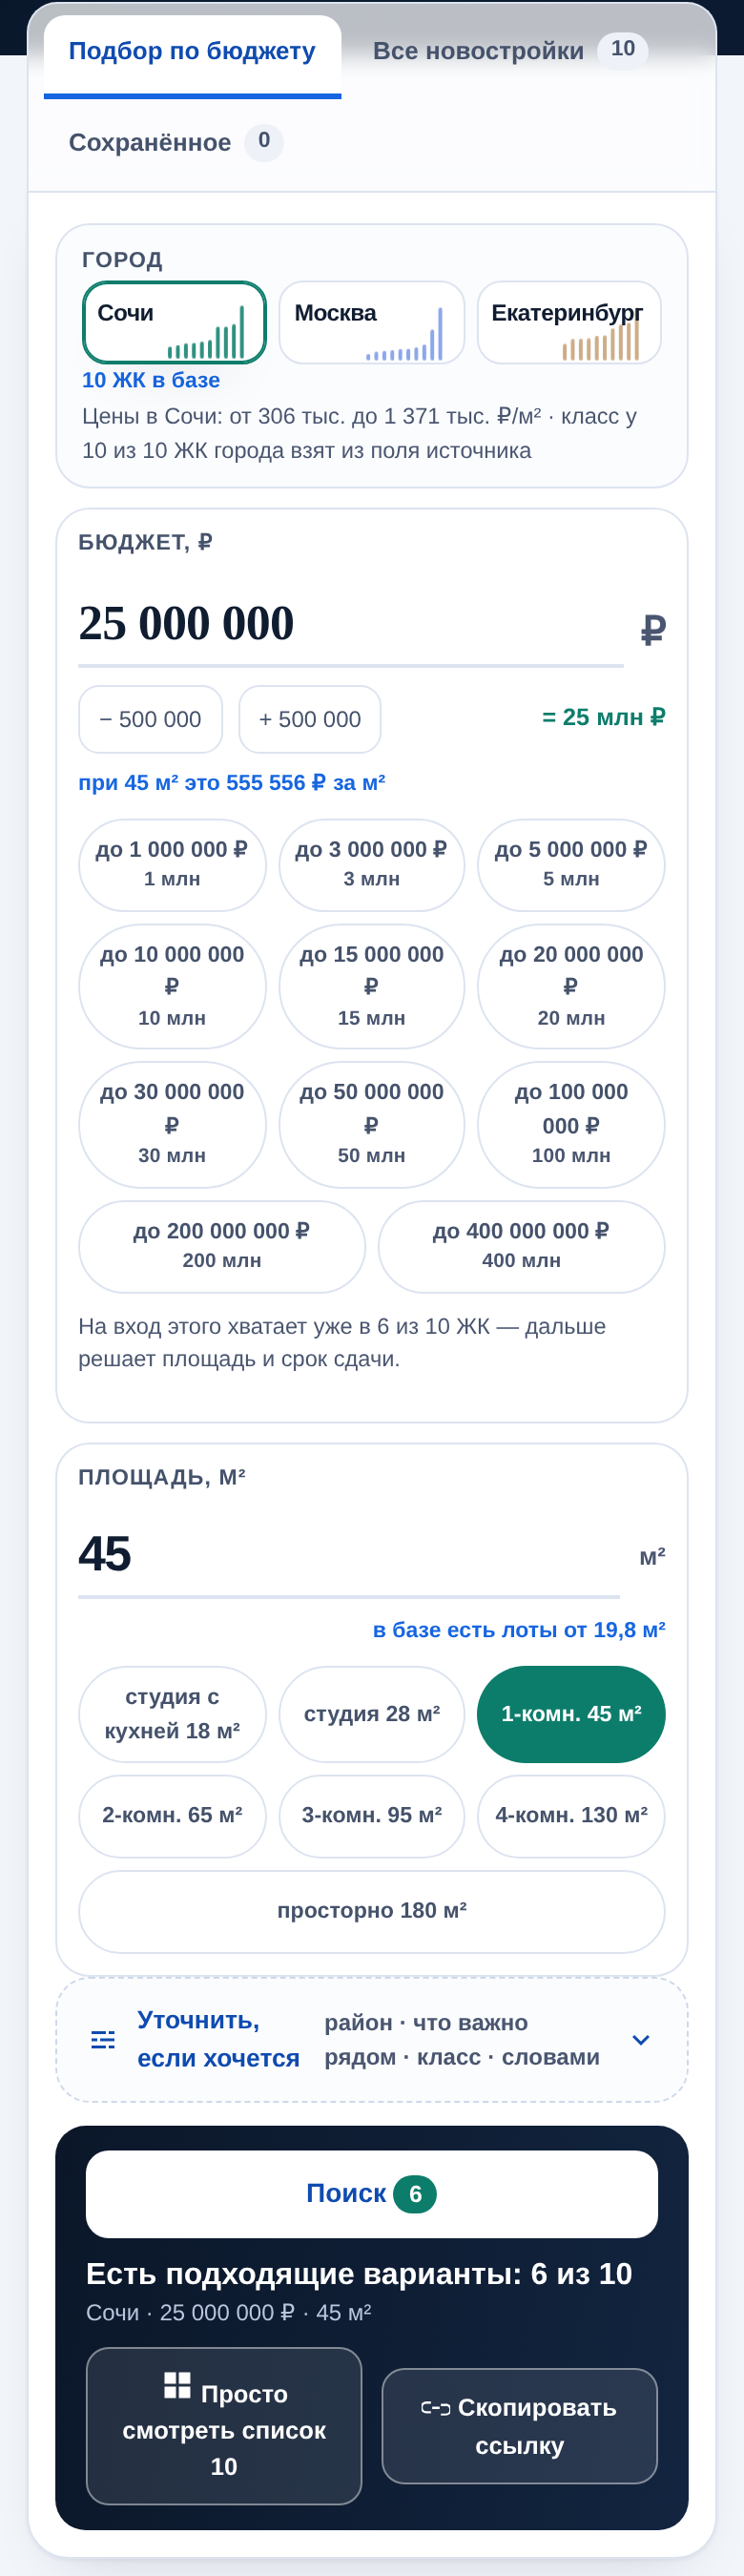 Подбор по бюджету
Все новостройки 10
Сохранённое 0
ГОРОД
Сочи
Москва
Екатеринбург
10 ЖК в базе
Цены в Сочи: от 306 тыс. до 1 371 тыс. ₽/м² · класс у
10 из 10 ЖК города взят из поля источника
БЮДЖЕТ, ₽
25 000 000 ₽
− 500 000
+ 500 000
= 25 млн ₽
при 45 м² это 555 556 ₽ за м²
до 1 000 000 ₽
1 млн
до 3 000 000 ₽
3 млн
до 5 000 000 ₽
5 млн
до 10 000 000
₽
10 млн
до 15 000 000
₽
15 млн
до 20 000 000
₽
20 млн
до 30 000 000
₽
30 млн
до 50 000 000
₽
50 млн
до 100 000
000 ₽
100 млн
до 200 000 000 ₽
200 млн
до 400 000 000 ₽
400 млн
На вход этого хватает уже в 6 из 10 ЖК — дальше
решает площадь и срок сдачи.
ПЛОЩАДЬ, М²
45 м²
в базе есть лоты от 19,8 м²
студия с
кухней 18 м²
студия 28 м²
1-комн. 45 м²
2-комн. 65 м²
3-комн. 95 м²
4-комн. 130 м²
просторно 180 м²
Уточнить,
если хочется
район · что важно
рядом · класс · словами
Поиск 6
Есть подходящие варианты: 6 из 10
Сочи · 25 000 000 ₽ · 45 м²
Просто
смотреть список
10
Скопировать
ссылку